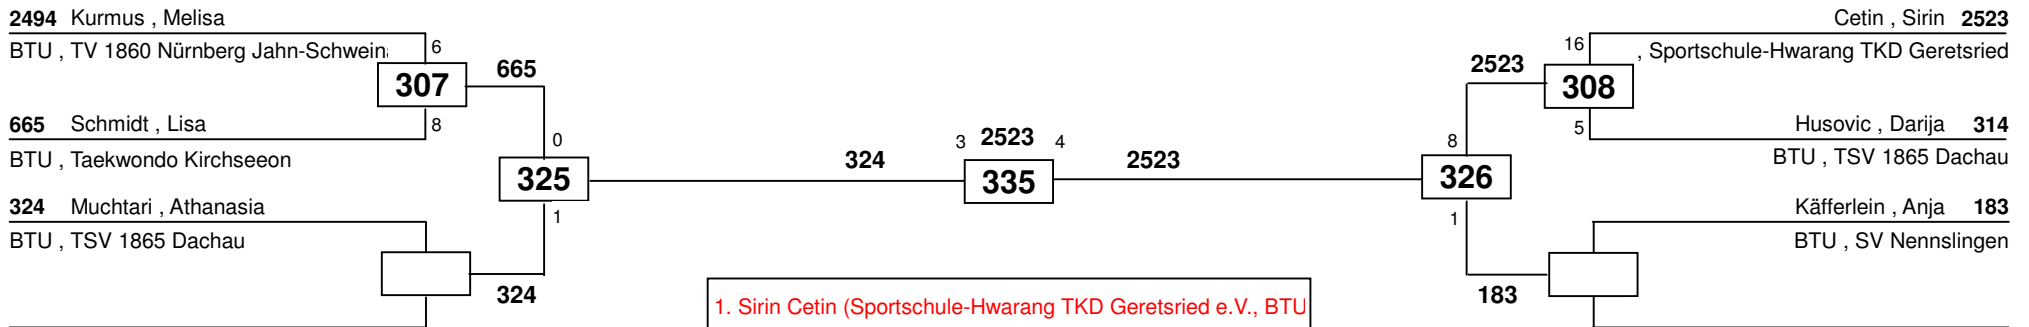 2494 Kurmus , Melisa
BTU , TV 1860 Nürnberg Jahn-Schwein
6
307
665
8
665 Schmidt , Lisa
BTU , Taekwondo Kirchseeon
0
325
1
324 Muchtari , Athanasia
BTU , TSV 1865 Dachau
324
324
3 2523 4
335
2523
1. Sirin Cetin (Sportschule-Hwarang TKD Geretsried e.V., BTU
Cetin , Sirin 2523
, Sportschule-Hwarang TKD Geretsried
16
2523
308
5
Husovic , Darija 314
BTU , TSV 1865 Dachau
8
326
1
Käfferlein , Anja 183
BTU , SV Nennslingen
183